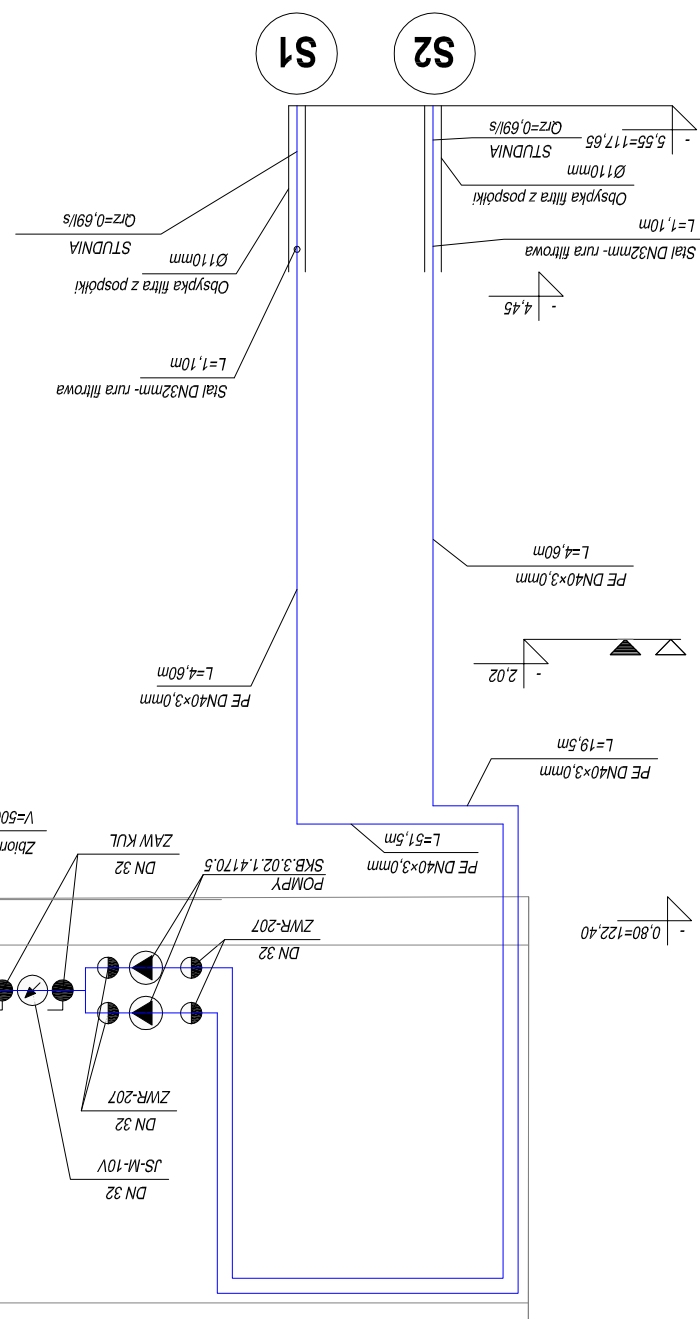 DN 32
JS-M-10V
DN 32
ZWR-207
DN 32
ZWR-207
- 0,80=122,40
POMPY
SKB.3.02.1.4170.5
PE DN40×3,0mm
L=51,5m
DN 32
ZAW KUL
PE DN40×3,0mm
L=19,5m
PE DN40×3,0mm
L=4,60m
- 2,02
PE DN40×3,0mm
L=4,60m
Stal DN32mm- rura filtrowa
L=1,10m
- 4,45
Obsypka filtra z pospółki
Ø110mm
STUDNIA
Qrz=0,69l/s
Stal DN32mm- rura filtrowa
L=1,10m
Obsypka filtra z pospółki
Ø110mm
STUDNIA
Qrz=0,69l/s
- 5,55=117,65
S2
S1